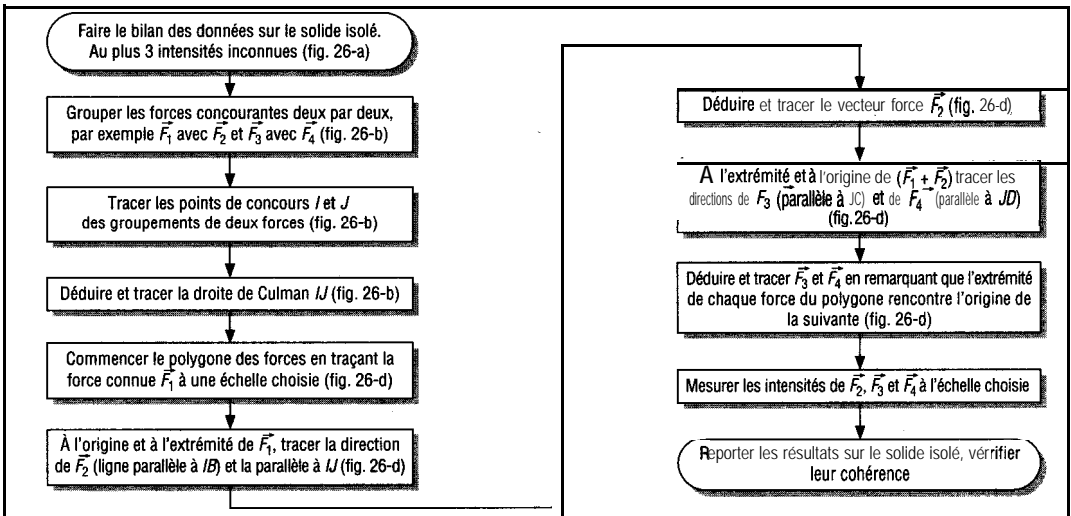 Faire le bilan des données sur le solide isolé.
Au plus 3 intensités inconnues (fig. 26-a)
Grouper les forces concourantes deux par deux,
par exemple F₁ avec F₂ et F₃ avec F₄ (fig. 26-b)
Tracer les points de concours I et J
des groupements de deux forces (fig. 26-b)
Déduire et tracer la droite de Culman IJ (fig. 26-b)
Commencer le polygone des forces en traçant la
force connue F₁ à une échelle choisie (fig. 26-d)
À l'origine et à l'extrémité de F₁, tracer la direction
de F₂ (ligne parallèle à IB) et la parallèle à IJ (fig. 26-d)
Déduire et tracer le vecteur force F₂ (fig. 26-d)
A l'extrémité et à l'origine de (F₁ + F₂) tracer les
directions de F₃ (parallèle à JC) et de F₄ (parallèle à JD)
(fig. 26-d)
Déduire et tracer F₃ et F₄ en remarquant que l'extrémité
de chaque force du polygone rencontre l'origine de
la suivante (fig. 26-d)
Mesurer les intensités de F₂, F₃ et F₄ à l'échelle choisie
Reporter les résultats sur le solide isolé, vérrifier
leur cohérence